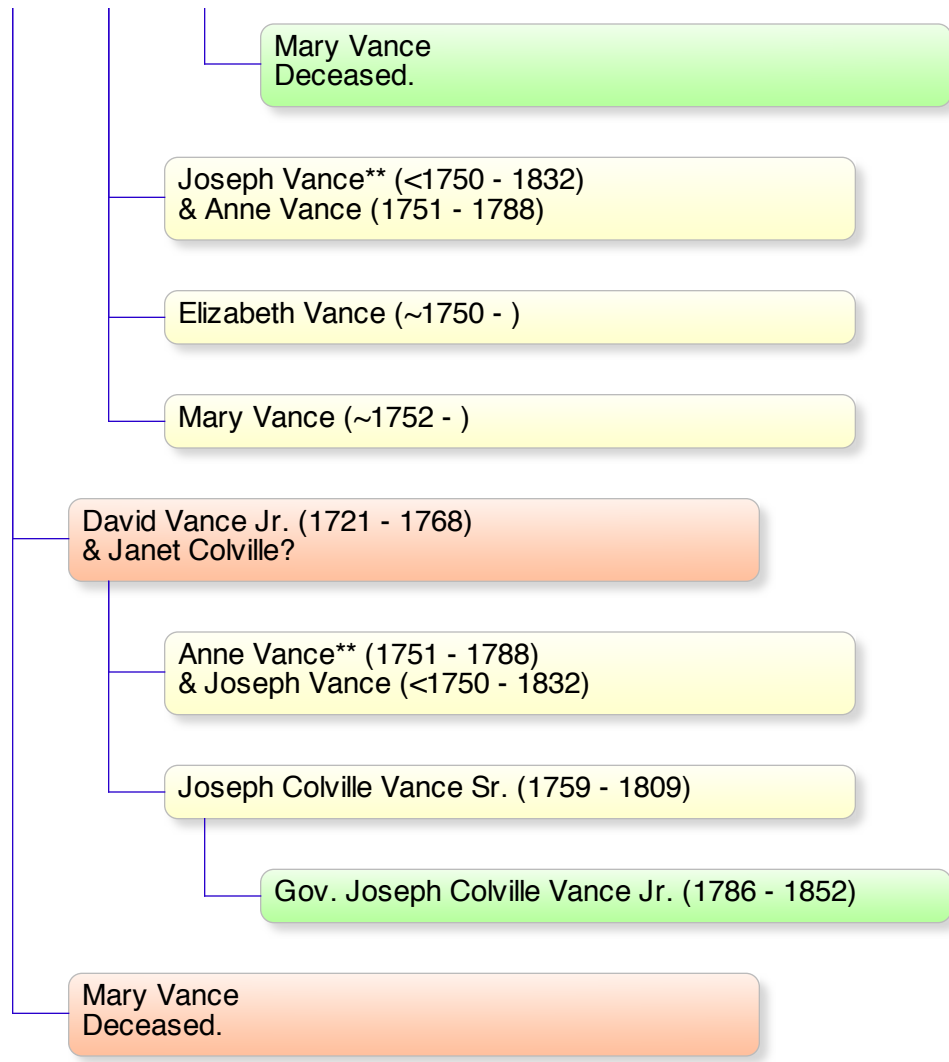 Mary Vance
Deceased.
Joseph Vance** (<1750 - 1832)
& Anne Vance (1751 - 1788)
Elizabeth Vance (~1750 - )
Mary Vance (~1752 - )
David Vance Jr. (1721 - 1768)
& Janet Colville?
Anne Vance** (1751 - 1788)
& Joseph Vance (<1750 - 1832)
Joseph Colville Vance Sr. (1759 - 1809)
Gov. Joseph Colville Vance Jr. (1786 - 1852)
Mary Vance
Deceased.